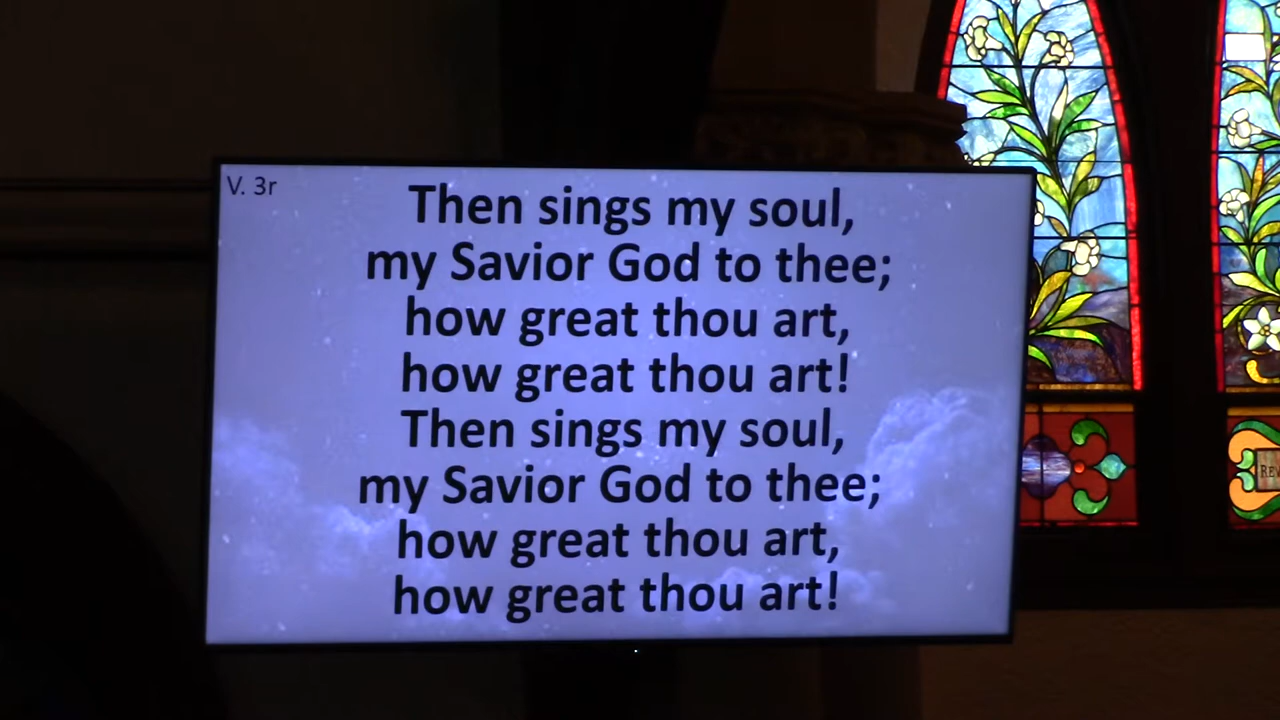 V. 3r
Then sings my soul,
my Savior God to thee;
how great thou art,
how great thou art!
Then sings my soul,
my Savior God to thee;
how great thou art,
how great thou art!